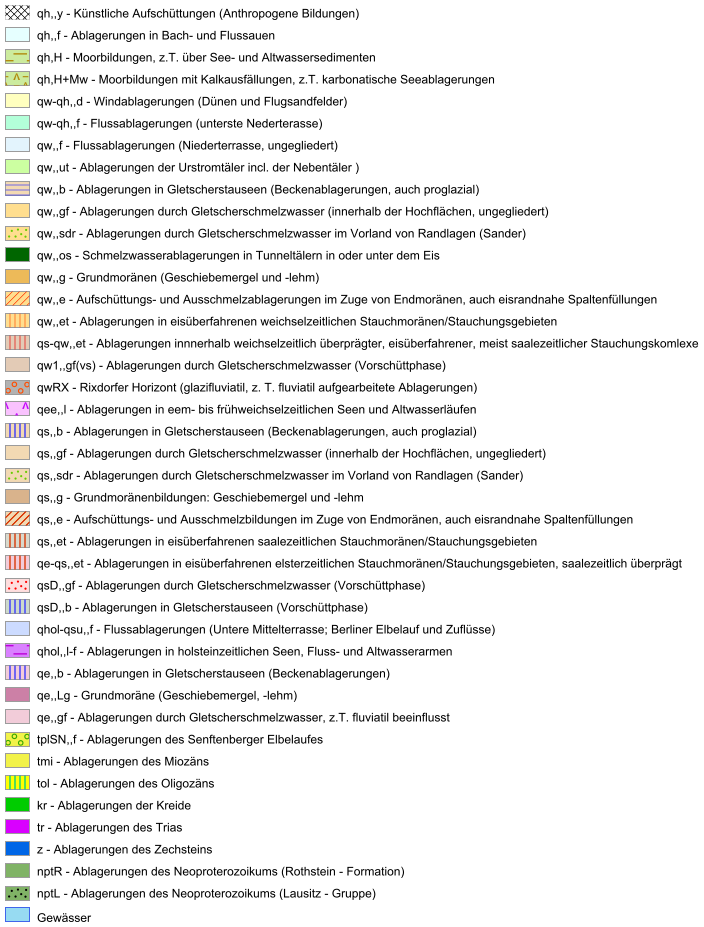 qh,,y - Künstliche Aufschüttungen (Anthropogene Bildungen)
qh,,f - Ablagerungen in Bach- und Flussauen
qh,H - Moorbildungen, z.T. über See- und Altwassersedimenten
qh,H+Mw - Moorbildungen mit Kalkausfällungen, z.T. karbonatische Seeablagerungen
qw-qh,,d - Windablagerungen (Dünen und Flugsandfelder)
qw-qh,,f - Flussablagerungen (unterste Nederterasse)
qw,,f - Flussablagerungen (Niederterrasse, ungegliedert)
qw,,ut - Ablagerungen der Urstromtäler incl. der Nebentäler )
qw,,b - Ablagerungen in Gletscherstauseen (Beckenablagerungen, auch proglazial)
qw,,gf - Ablagerungen durch Gletscherschmelzwasser (innerhalb der Hochflächen, ungegliedert)
qw,,sdr - Ablagerungen durch Gletscherschmelzwasser im Vorland von Randlagen (Sander)
qw,,os - Schmelzwasserablagerungen in Tunneltälern in oder unter dem Eis
qw,,g - Grundmoränen (Geschiebemergel und -lehm)
qw,,e - Aufschüttungs- und Ausschmelzablagerungen im Zuge von Endmoränen, auch eisrandnahe Spaltenfüllungen
qw,,et - Ablagerungen in eisüberfahrenen weichselzeitlichen Stauchmoränen/Stauchungsgebieten
qs-qw,,et - Ablagerungen innnerhalb weichselzeitlich überprägter, eisüberfahrener, meist saalezeitlicher Stauchungskomlexe
qw1,,gf(vs) - Ablagerungen durch Gletscherschmelzwasser (Vorschüttphase)
qwRX - Rixdorfer Horizont (glazifluviatil, z. T. fluviatil aufgearbeitete Ablagerungen)
qee,,l - Ablagerungen in eem- bis frühweichselzeitlichen Seen und Altwasserläufen
qs,,b - Ablagerungen in Gletscherstauseen (Beckenablagerungen, auch proglazial)
qs,,gf - Ablagerungen durch Gletscherschmelzwasser (innerhalb der Hochflächen, ungegliedert)
qs,,sdr - Ablagerungen durch Gletscherschmelzwasser im Vorland von Randlagen (Sander)
qs,,g - Grundmoränenbildungen: Geschiebemergel und -lehm
qs,,e - Aufschüttungs- und Ausschmelzbildungen im Zuge von Endmoränen, auch eisrandnahe Spaltenfüllungen
qs,,et - Ablagerungen in eisüberfahrenen saalezeitlichen Stauchmoränen/Stauchungsgebieten
qe-qs,,et - Ablagerungen in eisüberfahrenen elsterzeitlichen Stauchmoränen/Stauchungsgebieten, saalezeitlich überprägt
qsD,,gf - Ablagerungen durch Gletscherschmelzwasser (Vorschüttphase)
qsD,,b - Ablagerungen in Gletscherstauseen (Vorschüttphase)
qhol-qsu,,f - Flussablagerungen (Untere Mittelterrasse; Berliner Elbelauf und Zuflüsse)
qhol,,l-f - Ablagerungen in holsteinzeitlichen Seen, Fluss- und Altwasserarmen
qe,,b - Ablagerungen in Gletscherstauseen (Beckenablagerungen)
qe,,Lg - Grundmoräne (Geschiebemergel, -lehm)
qe,,gf - Ablagerungen durch Gletscherschmelzwasser, z.T. fluviatil beeinflusst
tplSN,,f - Ablagerungen des Senftenberger Elbelaufes
tmi - Ablagerungen des Miozäns
tol - Ablagerungen des Oligozäns
kr - Ablagerungen der Kreide
tr - Ablagerungen des Trias
z - Ablagerungen des Zechsteins
nptR - Ablagerungen des Neoproterozoikums (Rothstein - Formation)
nptL - Ablagerungen des Neoproterozoikums (Lausitz - Gruppe)
Gewässer